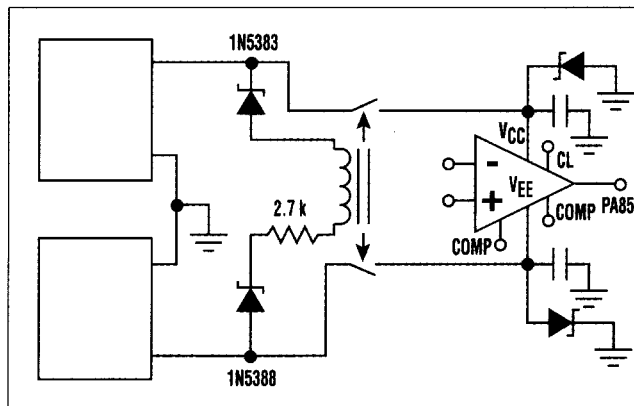 1N5383
VCC
CL
-
VEE
2.7 k
+
PA85
COMP
COMP
1N5388